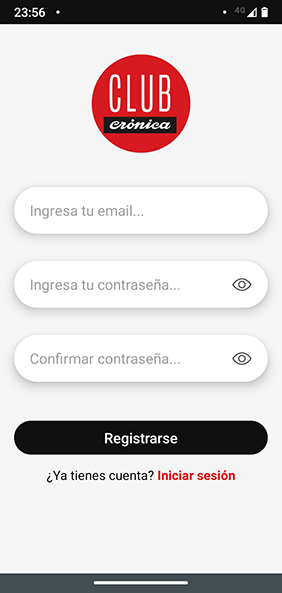 23:56
4G
CLUB
crónica
Ingresa tu email...
Ingresa tu contraseña...
Confirmar contraseña...
Registrarse
¿Ya tienes cuenta? Iniciar sesión